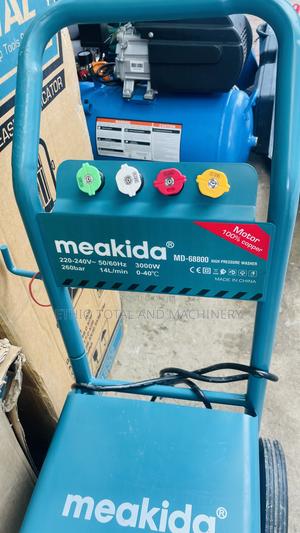 meakida®
220-240V~ 50/60Hz 3000W
260bar 14L/min 0-40°C
MD-68800 HIGH PRESSURE WASHER
MADE IN CHINA
Motor
100% copper
ETHIO TOTAL AND MACHINERY
meakida®